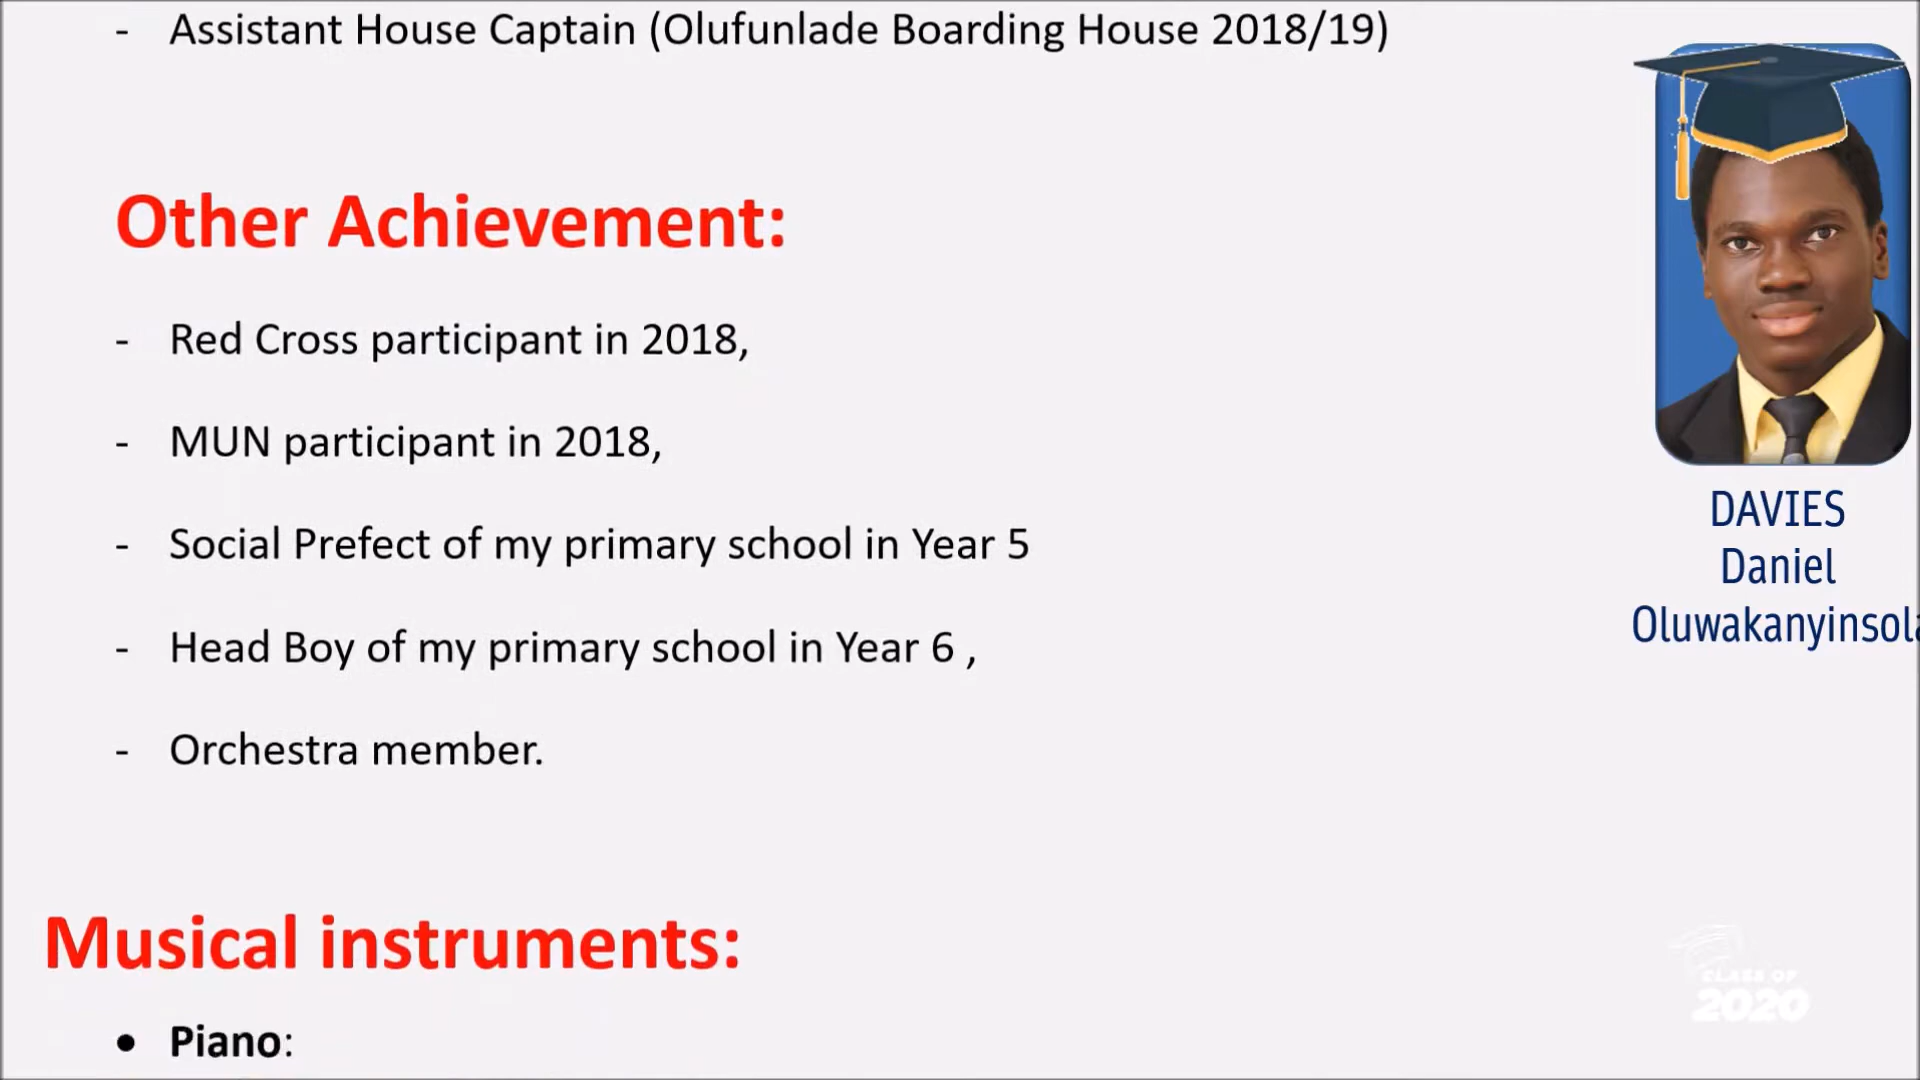 - Assistant House Captain (Olufunlade Boarding House 2018/19)
Other Achievement:
- Red Cross participant in 2018,
- MUN participant in 2018,
- Social Prefect of my primary school in Year 5
- Head Boy of my primary school in Year 6 ,
- Orchestra member.
Musical instruments:
• Piano:
DAVIES
Daniel
Oluwakanyinsola
CLASS OF
2020